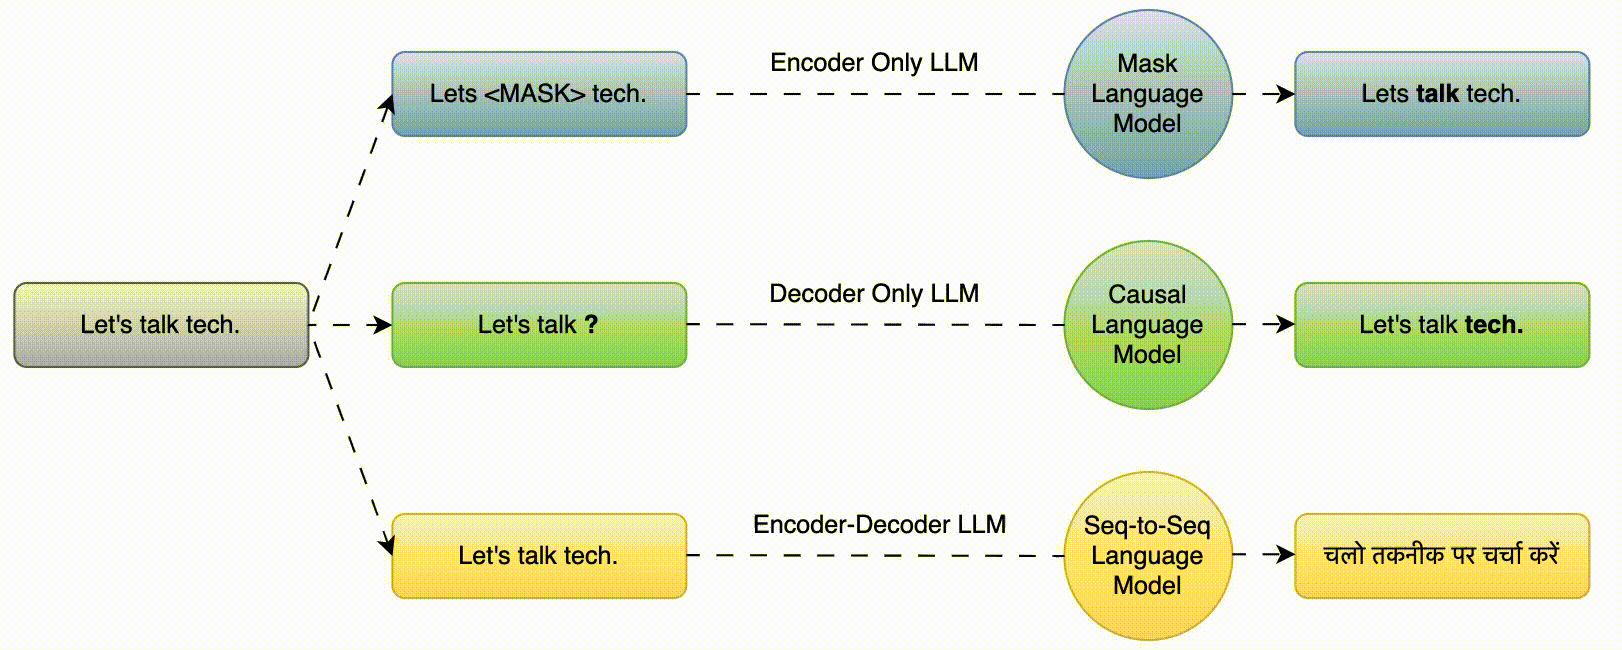 Encoder Only LLM
Mask
Language
Model
Lets <MASK> tech.
Lets talk tech.
Let's talk tech.
Let's talk ?
Decoder Only LLM
Causal
Language
Model
Let's talk tech.
Let's talk tech.
Encoder-Decoder LLM
Seq-to-Seq
Language
Model
चलो तकनीक पर चर्चा करें